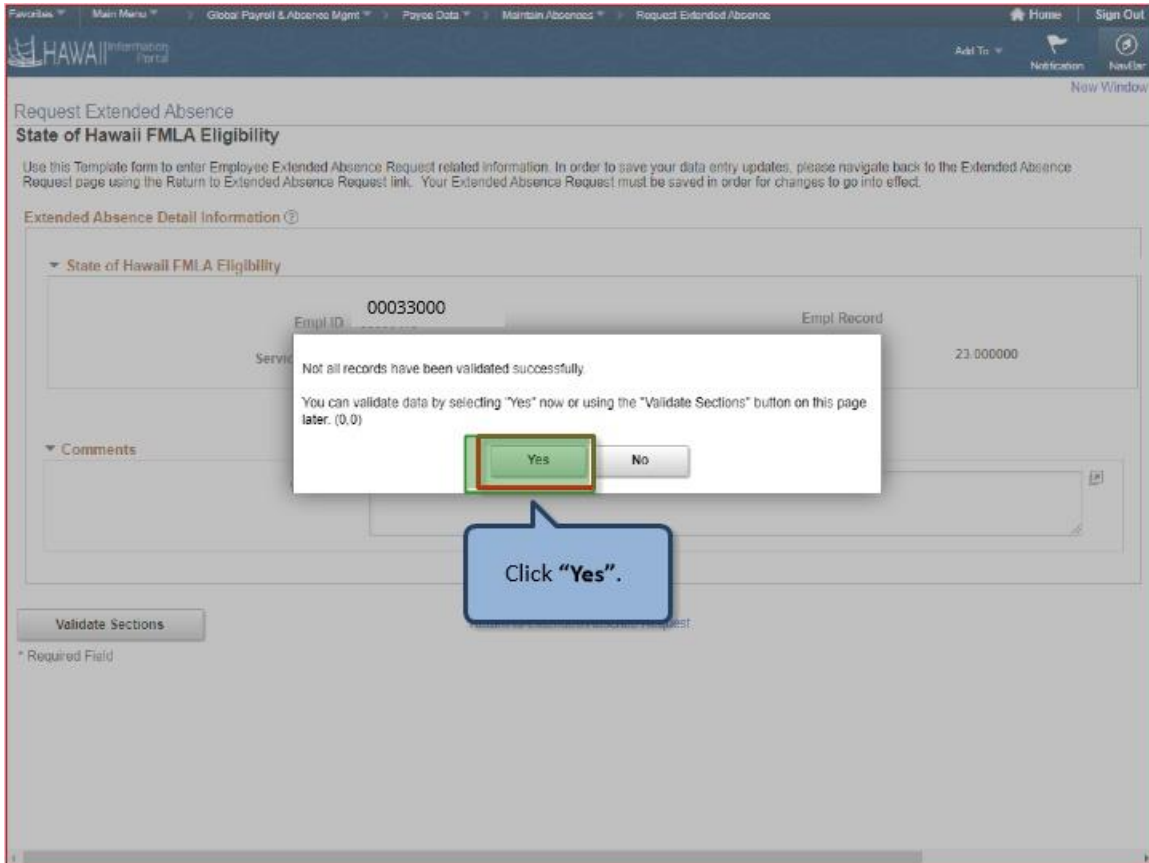 Favorites Main Menu Global Payroll & Absence Mgmt Payee Data Maintain Absences Request Extended Absence Home Sign Out
HAWAII Information Portal
Add To
Notification
NavBar
New Window
Request Extended Absence
State of Hawaii FMLA Eligibility
Use this Template form to enter Employee Extended Absence Request related information. In order to save your data entry updates, please navigate back to the Extended Absence
Request page using the Return to Extended Absence Request link. Your Extended Absence Request must be saved in order for changes to go into effect.
Extended Absence Detail Information
State of Hawaii FMLA Eligibility
Empl ID 00033000 Empl Record
23.000000
Not all records have been validated successfully.
You can validate data by selecting "Yes" now or using the "Validate Sections" button on this page
later. (0,0)
Yes No
Comments
Click “Yes”.
Validate Sections
* Required Field